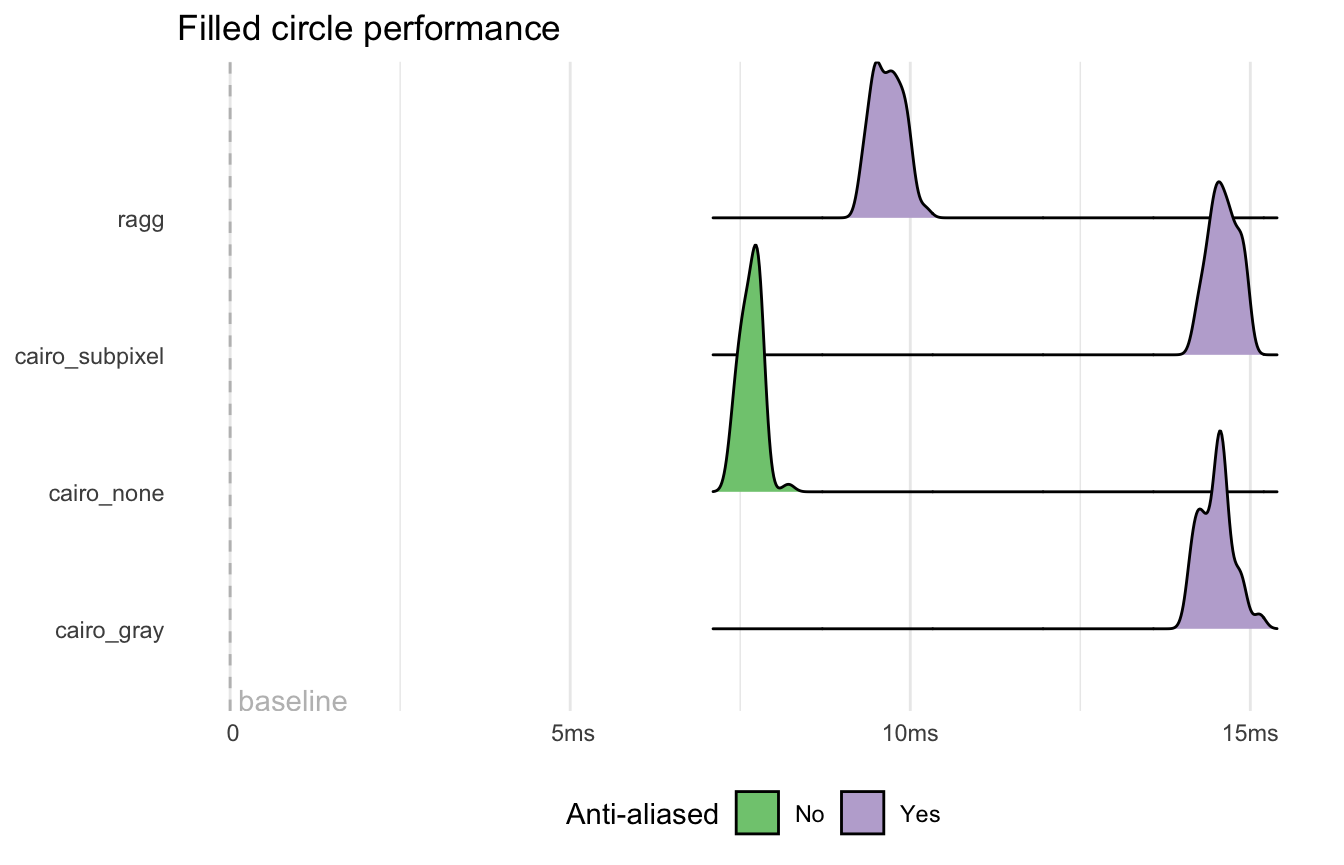 Filled circle performance
ragg
cairo_subpixel
cairo_none
cairo_gray
baseline
0 5ms 10ms 15ms
Anti-aliased No Yes